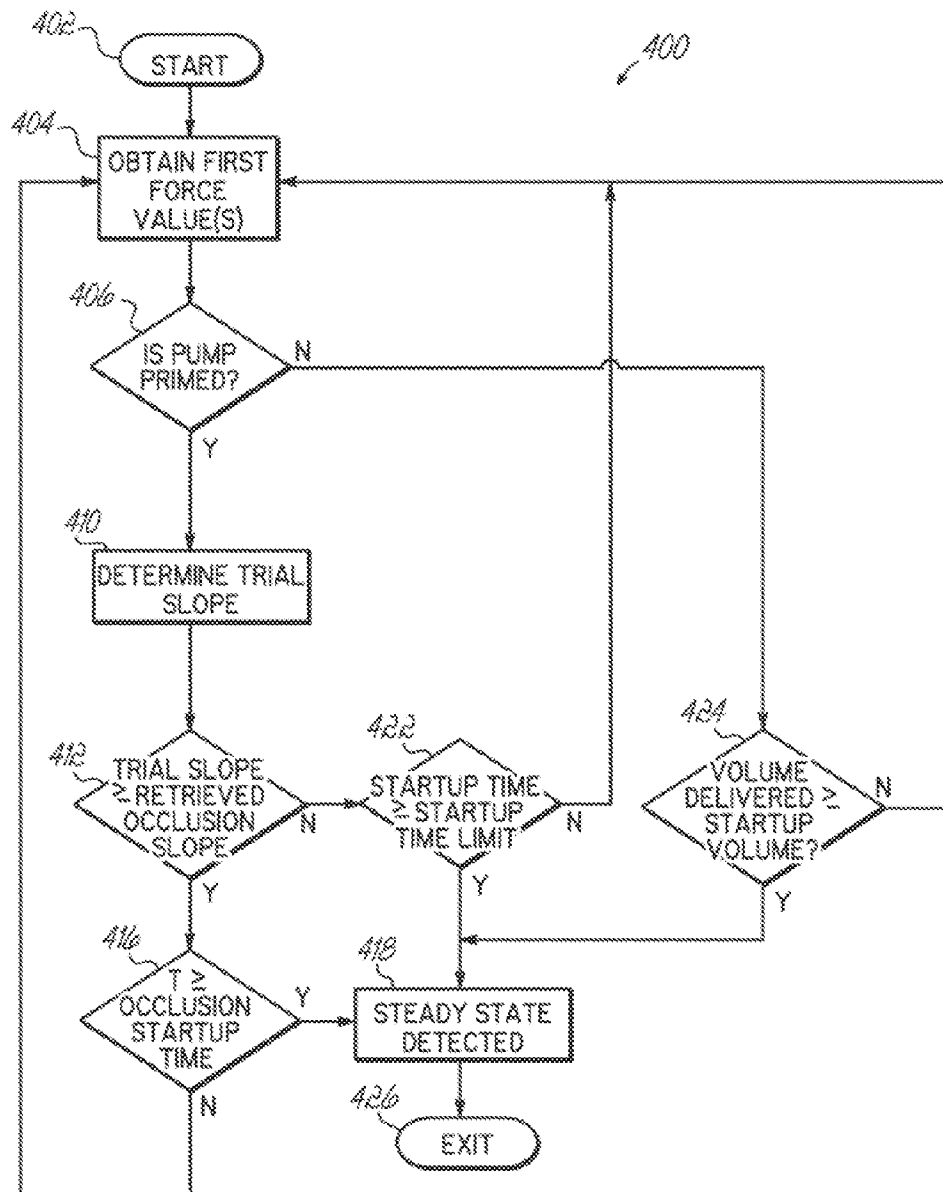 402
START
400
404
OBTAIN FIRST
FORCE
VALUE(S)
406
IS PUMP
PRIMED?
N
Y
410
DETERMINE TRIAL
SLOPE
412
TRIAL SLOPE
≥ RETRIEVED
OCCLUSION
SLOPE
N
Y
422
STARTUP TIME
≥ STARTUP
TIME LIMIT
N
Y
424
VOLUME
DELIVERED ≥
STARTUP
VOLUME?
N
Y
416
T ≥
OCCLUSION
STARTUP
TIME
Y
N
418
STEADY STATE
DETECTED
426
EXIT